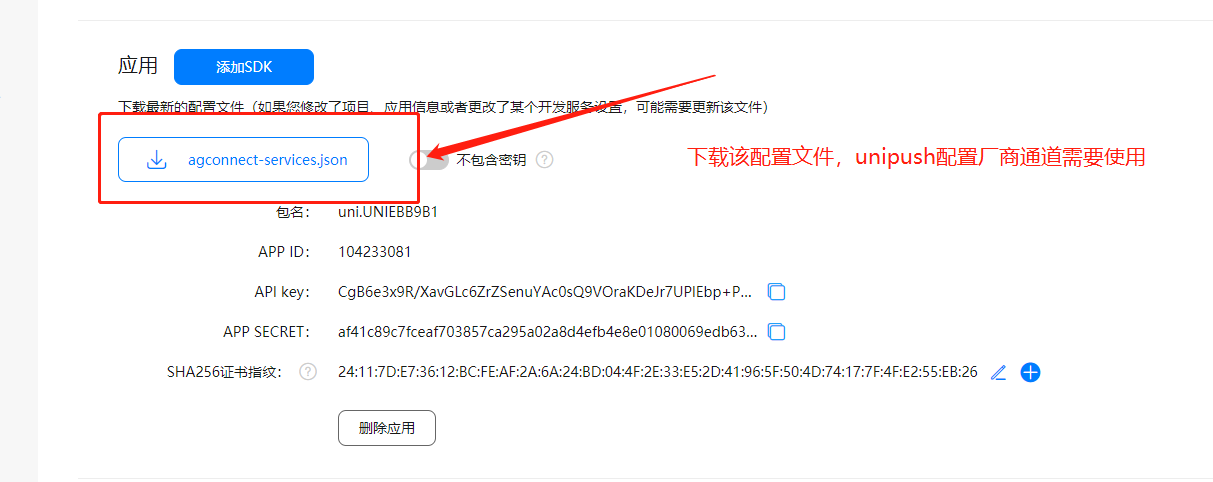 应用 添加SDK
下载最新的配置文件（如果您修改了项目、应用信息或者更改了某个开发服务设置，可能需要更新该文件）
agconnect-services.json 不包含密钥 ?
下载该配置文件，unipush配置厂商通道需要使用
包名： uni.UNIEBB9B1
APP ID： 104233081
API key： CgB6e3x9R/XavGLc6ZrZSenuYAc0sQ9VOraKDeJr7UPlEbp+P...
APP SECRET： af41c89c7fceaf703857ca295a02a8d4efb4e8e01080069edb63...
SHA256证书指纹： ? 24:11:7D:E7:36:12:BC:FE:AF:2A:6A:24:BD:04:4F:2E:33:E5:2D:41:96:5F:50:4D:74:17:7F:4F:E2:55:EB:26
删除应用